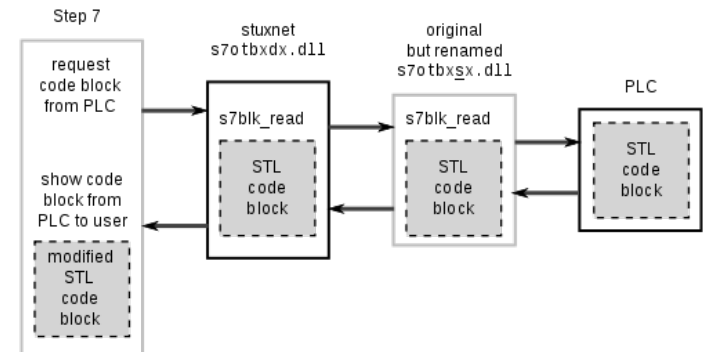 Step 7
request
code block
from PLC
show code
block from
PLC to user
modified
STL
code
block
stuxnet
s7otbxdx.dll
s7blk_read
STL
code
block
original
but renamed
s7otbxsx.dll
s7blk_read
STL
code
block
PLC
STL
code
block